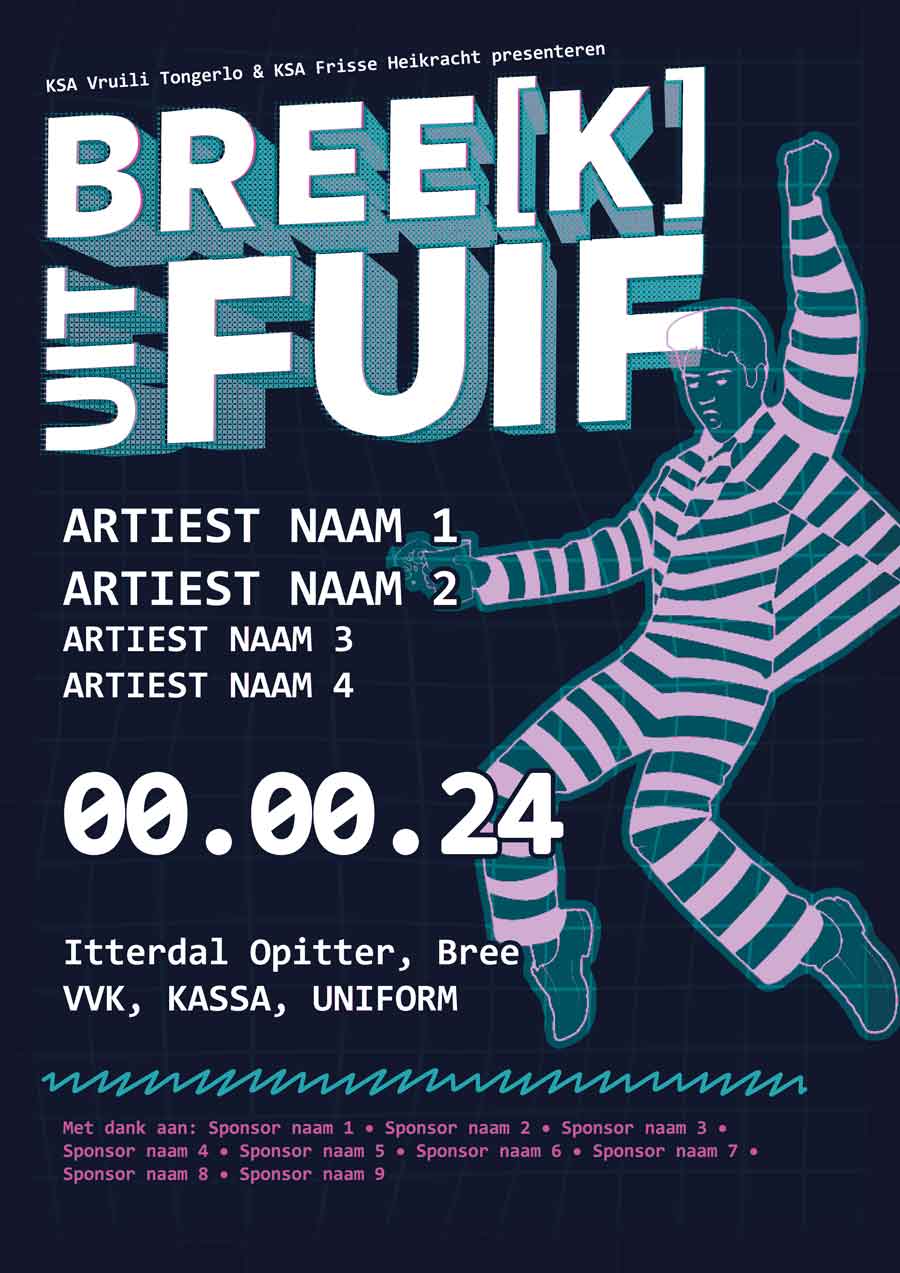 KSA Vruili Tongerlo & KSA Frisse Heikracht presenteren
BREE[K]
UIT FUIF
ARTIEST NAAM 1
ARTIEST NAAM 2
ARTIEST NAAM 3
ARTIEST NAAM 4
00.00.24
Itterdal Opitter, Bree
VVK, KASSA, UNIFORM
Met dank aan: Sponsor naam 1 • Sponsor naam 2 • Sponsor naam 3 •
Sponsor naam 4 • Sponsor naam 5 • Sponsor naam 6 • Sponsor naam 7 •
Sponsor naam 8 • Sponsor naam 9